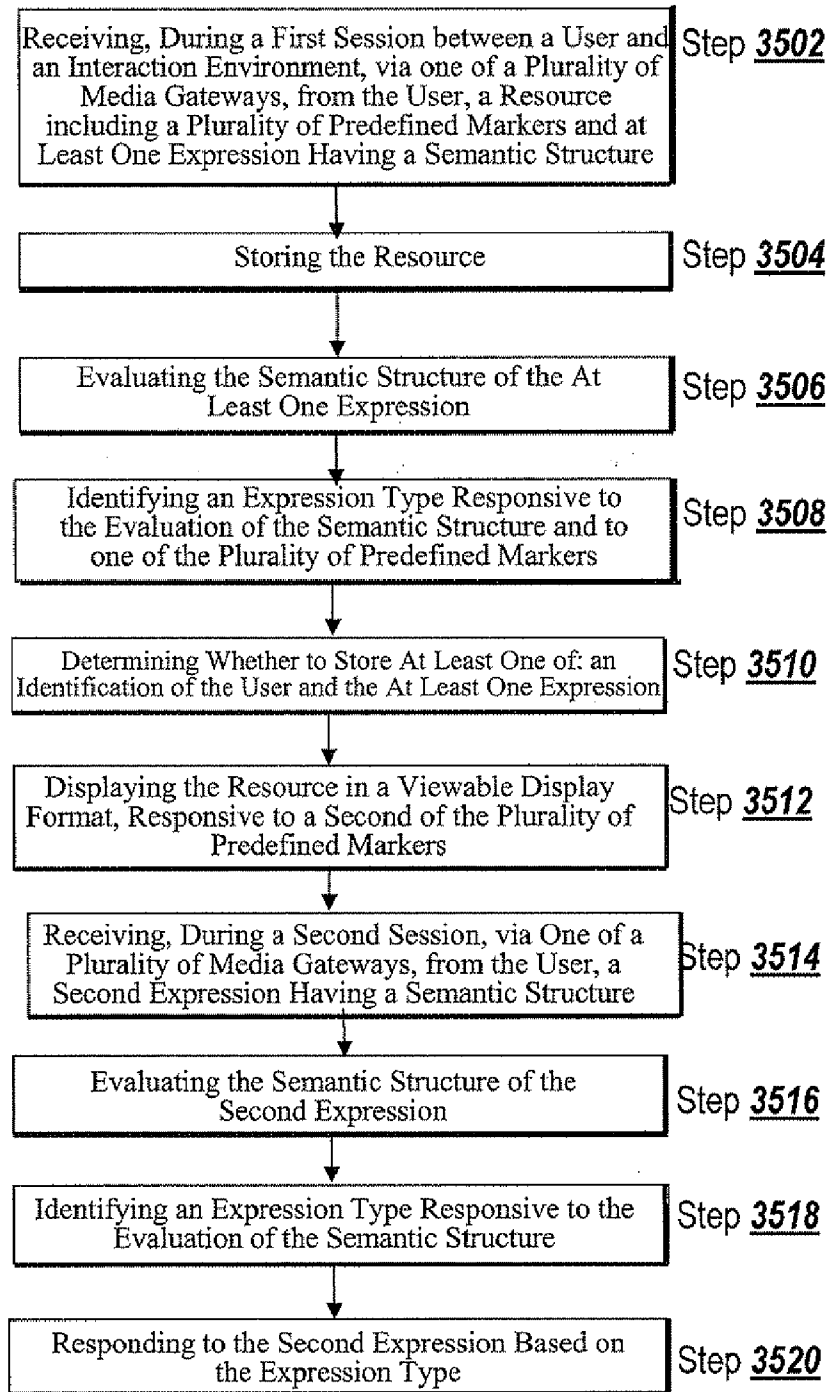 Receiving, During a First Session between a User and
an Interaction Environment, via one of a Plurality of
Media Gateways, from the User, a Resource
including a Plurality of Predefined Markers and at
Least One Expression Having a Semantic Structure
Step 3502
Storing the Resource
Step 3504
Evaluating the Semantic Structure of the At
Least One Expression
Step 3506
Identifying an Expression Type Responsive to
the Evaluation of the Semantic Structure and to
one of the Plurality of Predefined Markers
Step 3508
Determining Whether to Store At Least One of: an
Identification of the User and the At Least One Expression
Step 3510
Displaying the Resource in a Viewable Display
Format, Responsive to a Second of the Plurality of
Predefined Markers
Step 3512
Receiving, During a Second Session, via One of a
Plurality of Media Gateways, from the User, a
Second Expression Having a Semantic Structure
Step 3514
Evaluating the Semantic Structure of the
Second Expression
Step 3516
Identifying an Expression Type Responsive to the
Evaluation of the Semantic Structure
Step 3518
Responding to the Second Expression Based on
the Expression Type
Step 3520